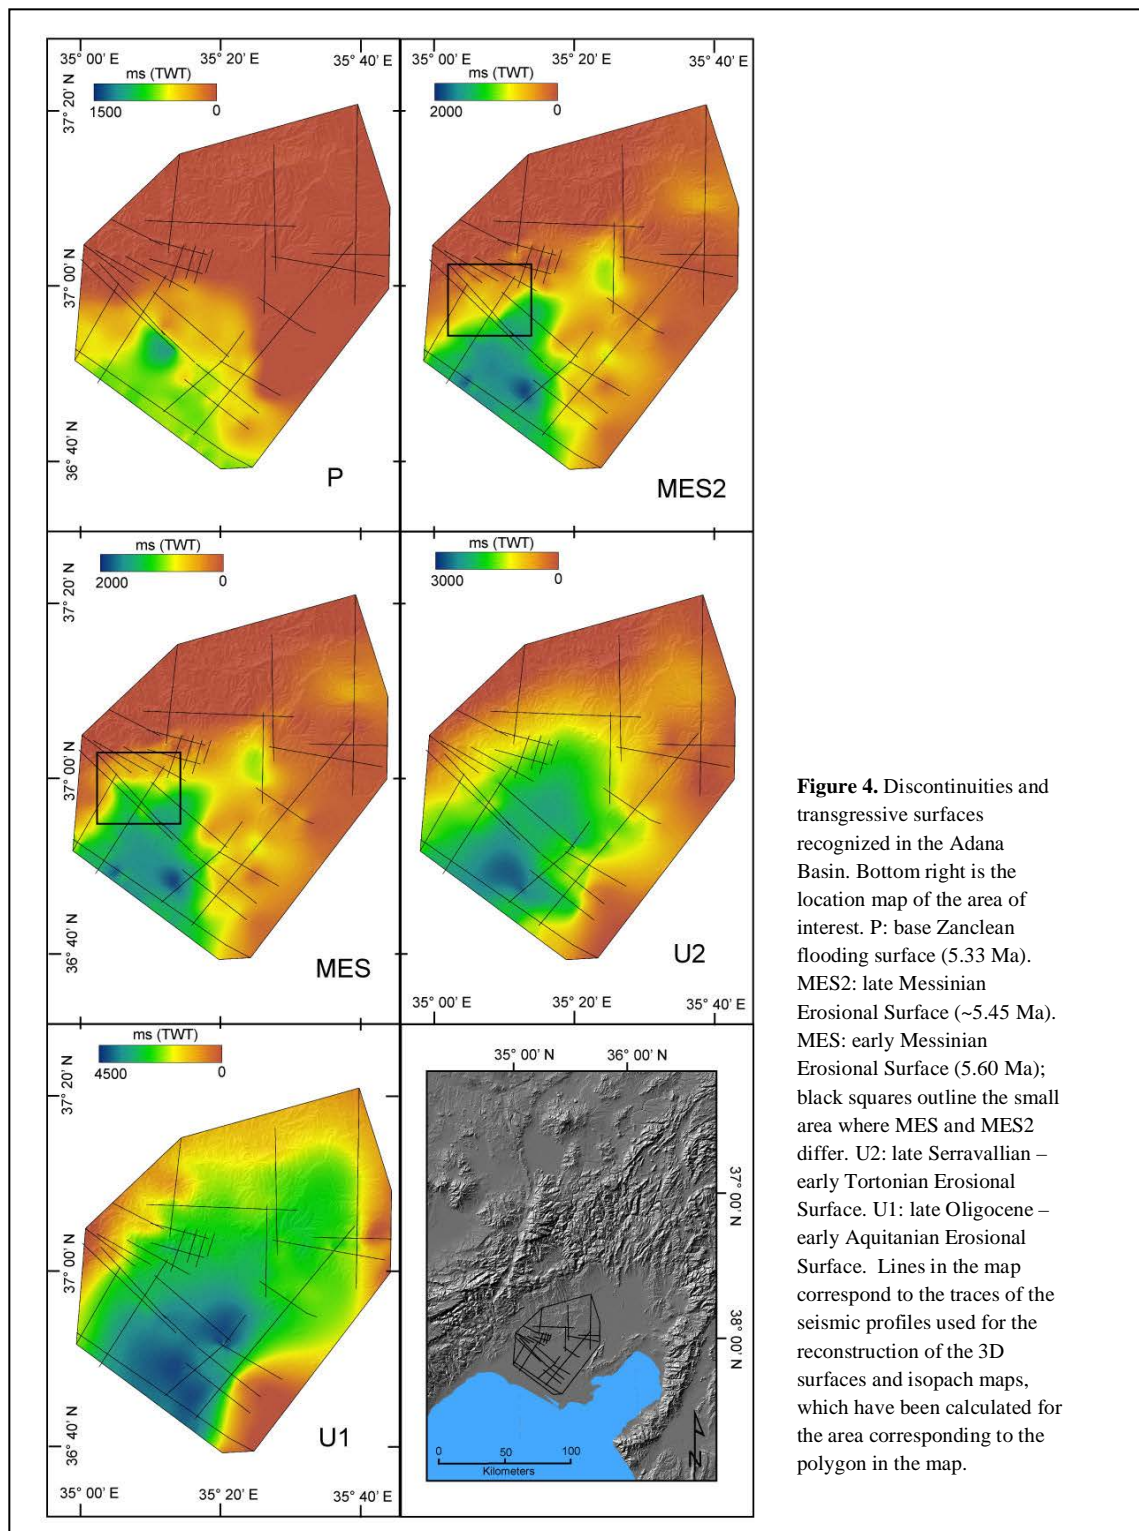 35° 00' E 35° 20' E 35° 40' E
ms (TWT)
1500 0
37° 20' N
37° 00' N
36° 40' N
P
35° 00' E 35° 20' E 35° 40' E
ms (TWT)
2000 0
MES2
ms (TWT)
2000 0
37° 20' N
37° 00' N
36° 40' N
MES
ms (TWT)
3000 0
U2
35° 00' E 35° 20' E 35° 40' E
ms (TWT)
4500 0
37° 20' N
37° 00' N
36° 40' N
U1
35° 00' E 35° 20' E 35° 40' E
35° 00' N 36° 00' N
37° 00' N
38° 00' N
0 50 100
Kilometers
N
Figure 4. Discontinuities and
transgressive surfaces
recognized in the Adana
Basin. Bottom right is the
location map of the area of
interest. P: base Zanclean
flooding surface (5.33 Ma).
MES2: late Messinian
Erosional Surface (~5.45 Ma).
MES: early Messinian
Erosional Surface (5.60 Ma);
black squares outline the small
area where MES and MES2
differ. U2: late Serravallian –
early Tortonian Erosional
Surface. U1: late Oligocene –
early Aquitanian Erosional
Surface. Lines in the map
correspond to the traces of the
seismic profiles used for the
reconstruction of the 3D
surfaces and isopach maps,
which have been calculated for
the area corresponding to the
polygon in the map.